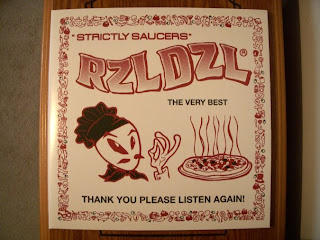 "STRICTLY SAUCERS"
RZLDZL®
THE VERY BEST
THANK YOU PLEASE LISTEN AGAIN!